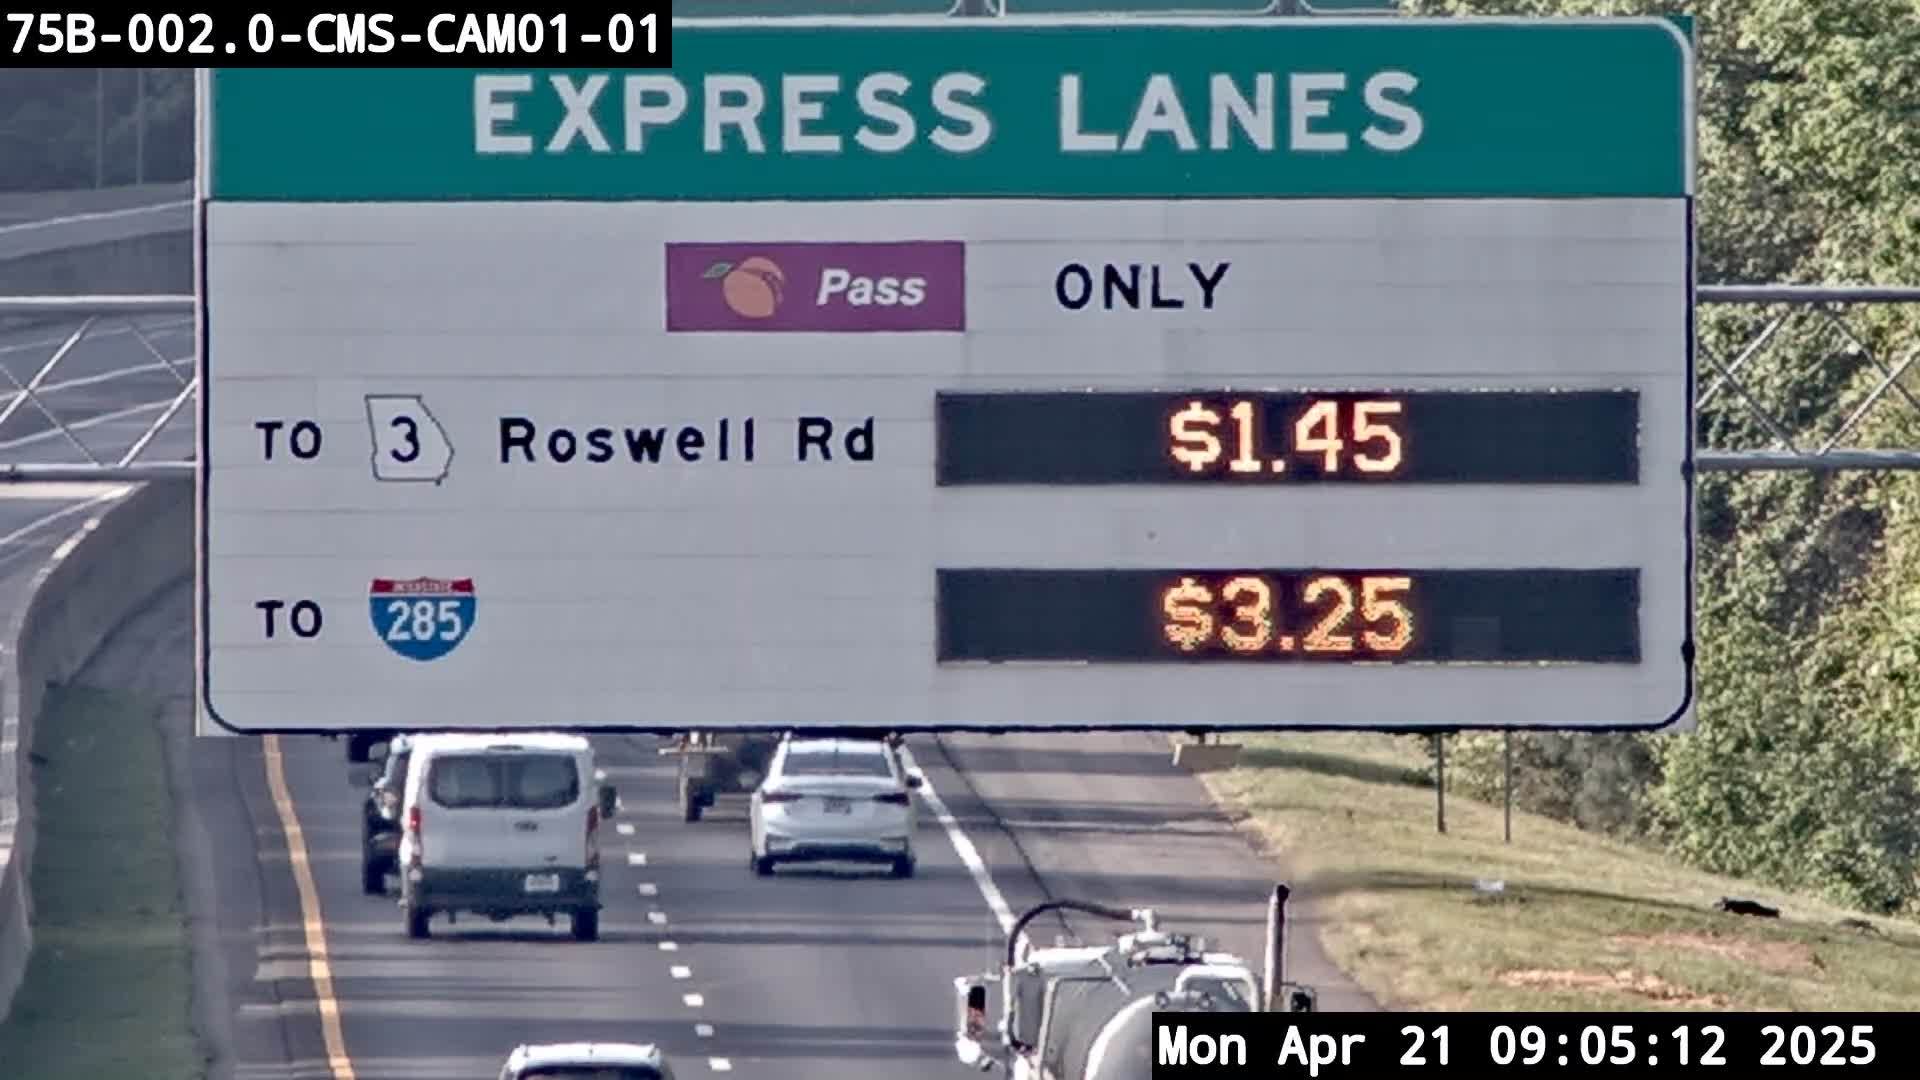 75B-002.0-CMS-CAM01-01
EXPRESS LANES
Pass ONLY
TO 3 Roswell Rd $1.45
INTERSTATE
TO 285 $3.25
Mon Apr 21 09:05:12 2025